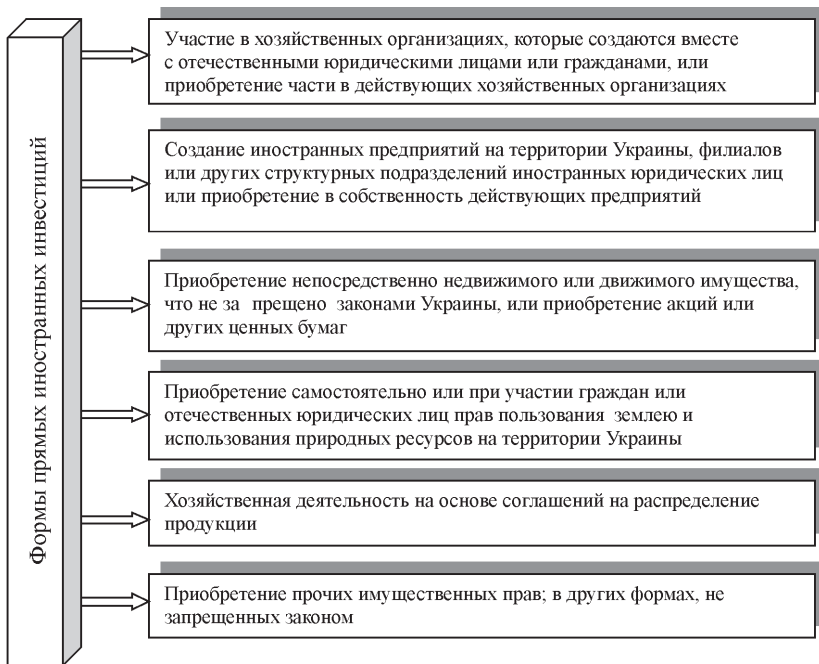 Формы прямых иностранных инвестиций
Участие в хозяйственных организациях, которые создаются вместе
с отечественными юридическими лицами или гражданами, или
приобретение части в действующих хозяйственных организациях
Создание иностранных предприятий на территории Украины, филиалов
или других структурных подразделений иностранных юридических лиц
или приобретение в собственность действующих предприятий
Приобретение непосредственно недвижимого или движимого имущества,
что не за прещено законами Украины, или приобретение акций или
других ценных бумаг
Приобретение самостоятельно или при участии граждан или
отечественных юридических лиц прав пользования землею и
использования природных ресурсов на территории Украины
Хозяйственная деятельность на основе соглашений на распределение
продукции
Приобретение прочих имущественных прав; в других формах, не
запрещенных законом